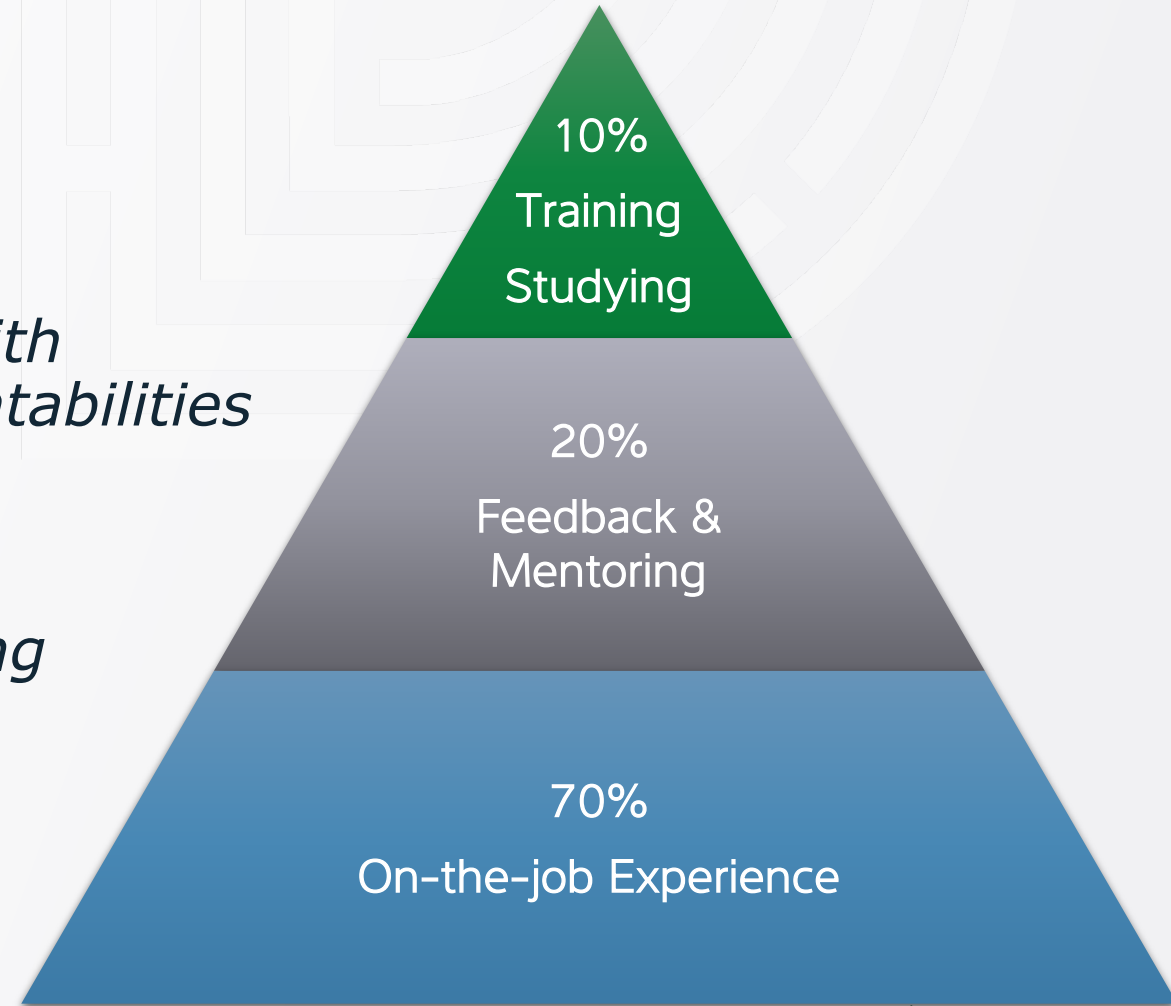 10%
Training
Studying
20%
Feedback &
Mentoring
70%
On-the-job Experience